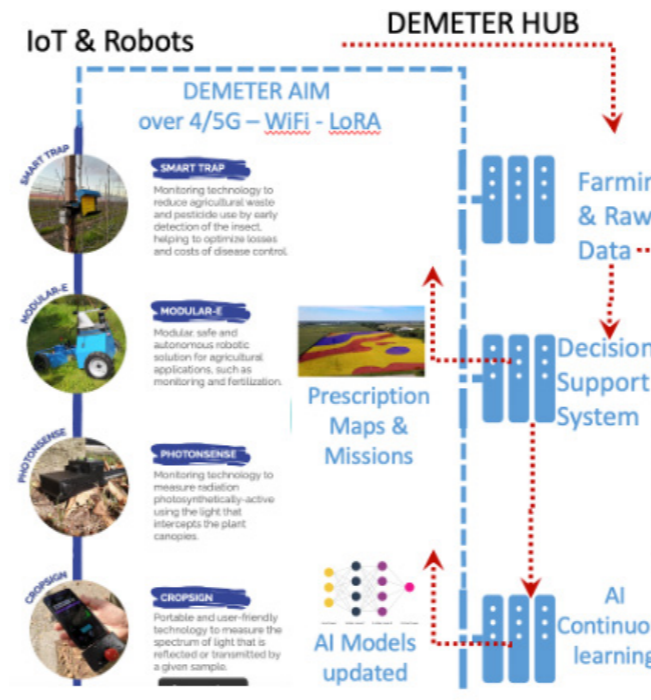 IoT & Robots
DEMETER HUB
DEMETER AIM
over 4/5G – WiFi - LoRA
SMART TRAP
SMART TRAP
Monitoring technology to
reduce agricultural waste
and pesticide use by early
detection of the insect,
helping to optimize losses
and costs of disease control.
MODULAR-E
MODULAR-E
Modular, safe and
autonomous robotic
solution for agricultural
applications, such as
monitoring and fertilization.
PHOTONSENSE
PHOTONSENSE
Monitoring technology to
measure radiation
photosynthetically-active
using the light that
intercepts the plant
canopies.
CROPSIGN
CROPSIGN
Portable and user-friendly
technology to measure the
spectrum of light that is
reflected or transmitted by
a given sample.
Prescription
Maps &
Missions
AI Models
updated
Farmin
& Raw
Data
Decision
Support
System
AI
Continuo
learning